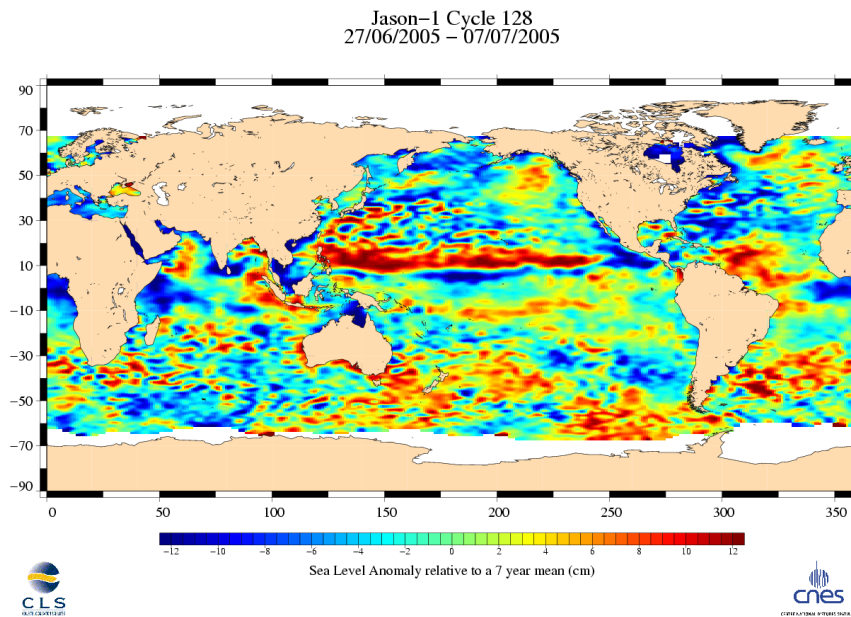 Jason−1 Cycle 128
27/06/2005 − 07/07/2005
90
70
50
30
10
−10
−30
−50
−70
−90
0 50 100 150 200 250 300 350
−12 −10 −8 −6 −4 −2 0 2 4 6 8 10 12
Sea Level Anomaly relative to a 7 year mean (cm)
CLS
cnes